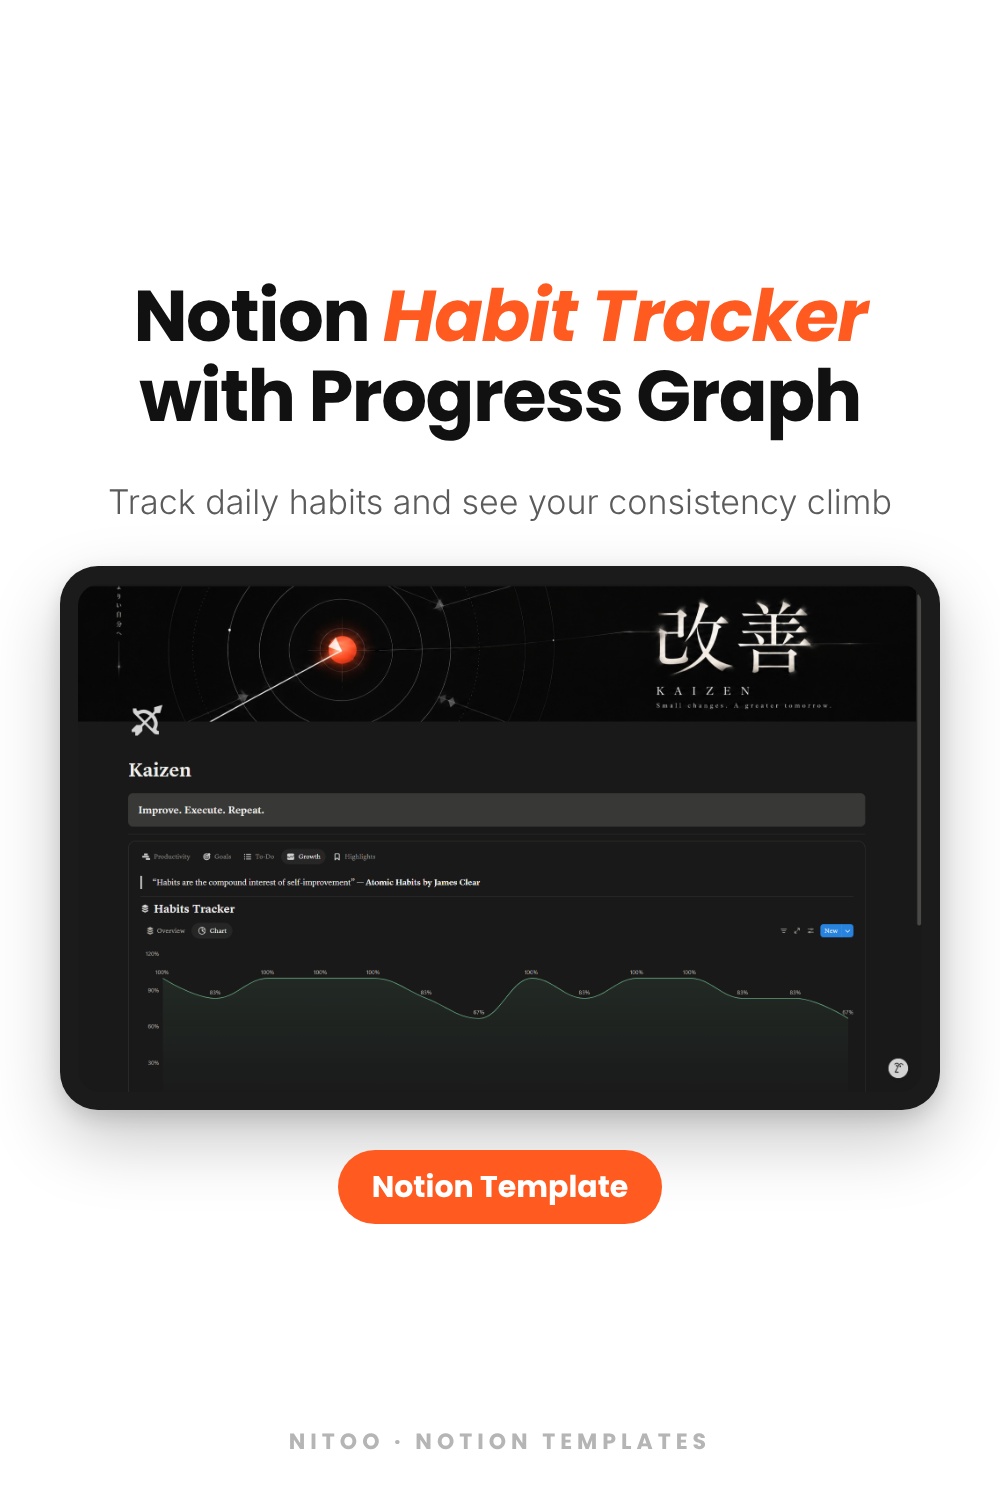 Notion Habit Tracker
with Progress Graph
Track daily habits and see your consistency climb
改善
KAIZEN
Small changes. A greater tomorrow.
Kaizen
Improve. Execute. Repeat.
Productivity Goals To-Do Growth Highlights
“Habits are the compound interest of self-improvement” — Atomic Habits by James Clear
Habits Tracker
Overview Chart New
120%
100% 100% 100% 100% 100% 100% 100%
90% 83% 83% 83% 83% 83%
67% 67%
60%
30%
Notion Template
NITOO · NOTION TEMPLATES